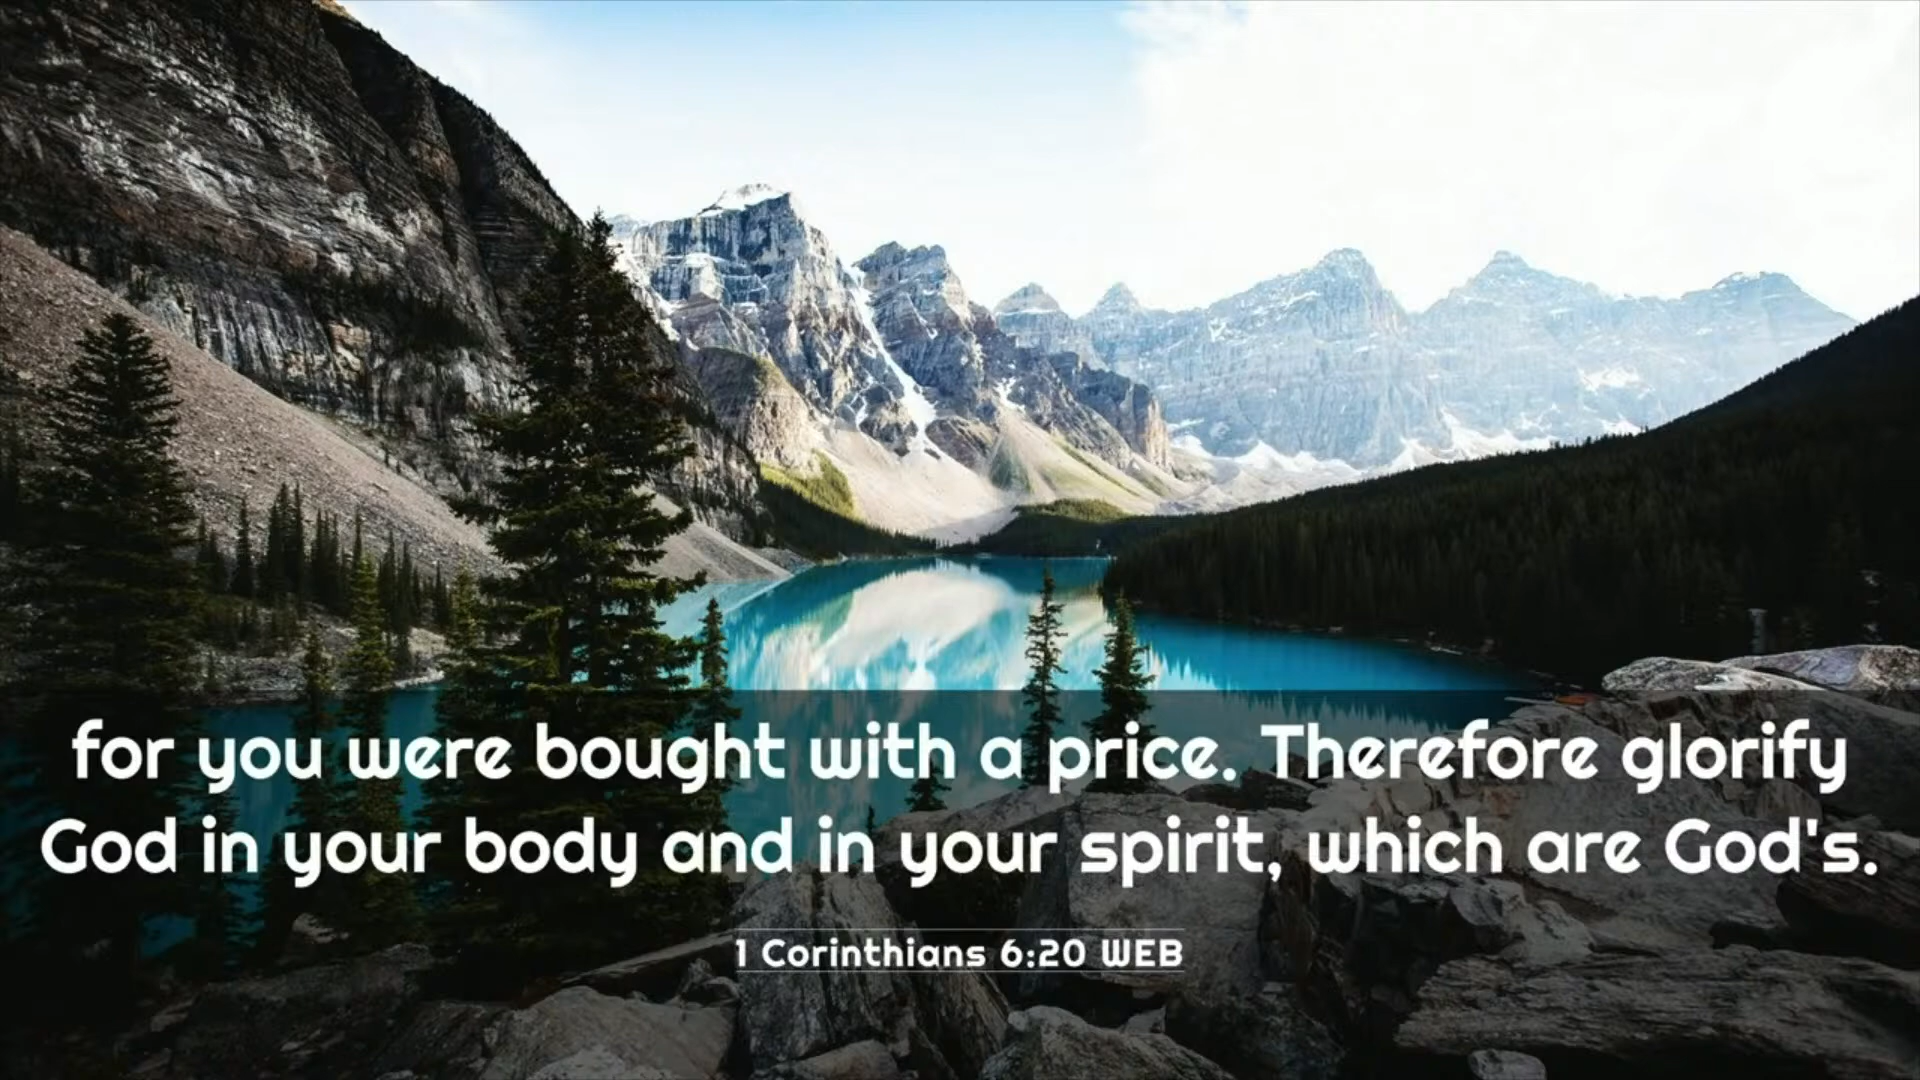 for you were bought with a price. Therefore glorify
God in your body and in your spirit, which are God's.
1 Corinthians 6:20 WEB